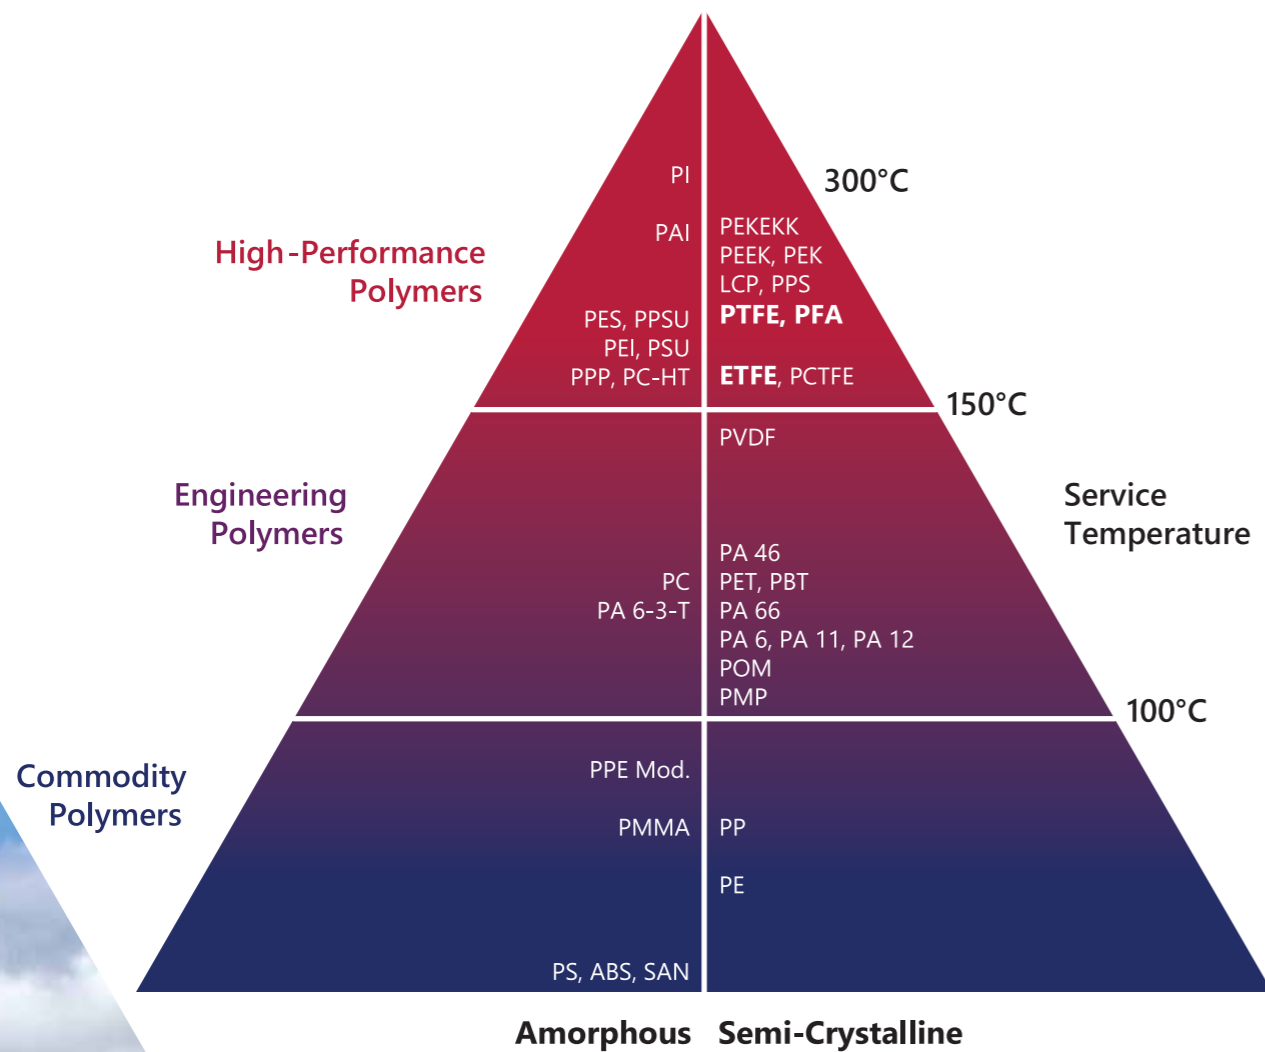 PI
300°C
High-Performance
Polymers
PAI
PEKEKK
PEEK, PEK
LCP, PPS
PTFE, PFA
PES, PPSU
PEI, PSU
PPP, PC-HT
ETFE, PCTFE
150°C
PVDF
Engineering
Polymers
Service
Temperature
PC
PA 6-3-T
PA 46
PET, PBT
PA 66
PA 6, PA 11, PA 12
POM
PMP
100°C
Commodity
Polymers
PPE Mod.
PMMA
PP
PE
PS, ABS, SAN
Amorphous
Semi-Crystalline